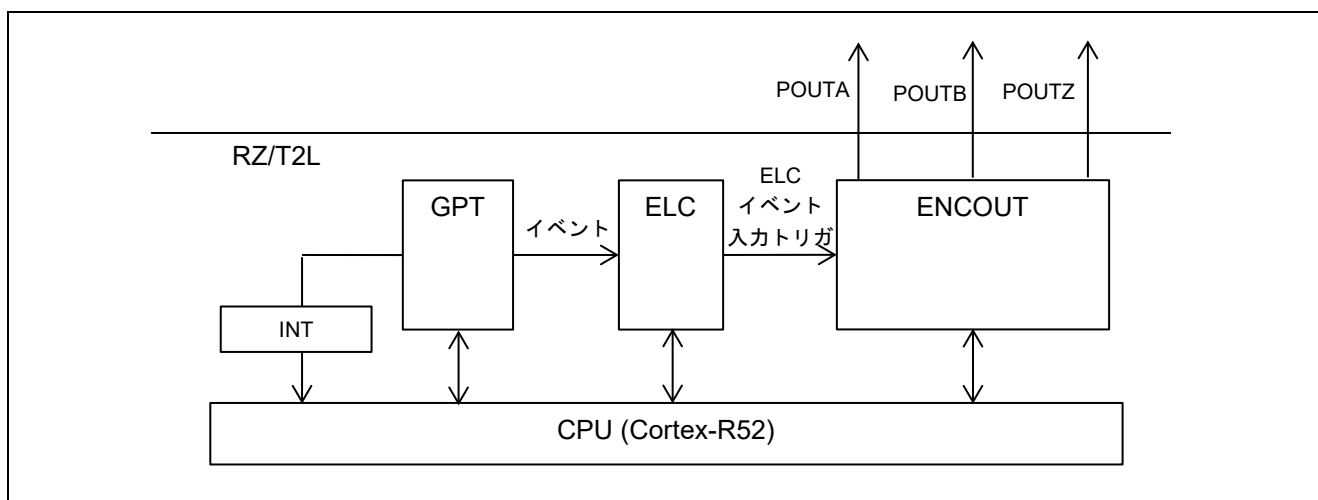 POUTA
POUTB
POUTZ
RZ/T2L
GPT
イベント
ELC
ELC
イベント
入力トリガ
ENCOUT
INT
CPU (Cortex-R52)